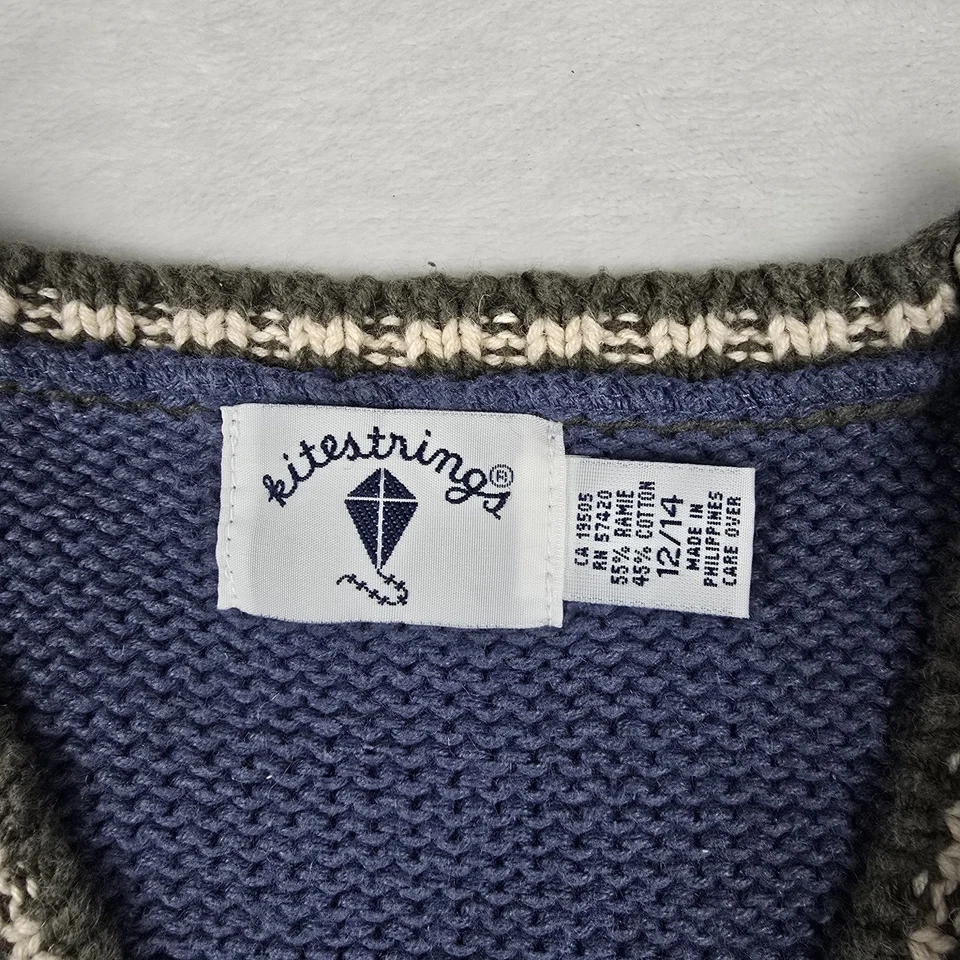 kitestrings®
CA 19505
RN 57420
55% RAMIE
45% COTTON
12/14
MADE IN
PHILIPPINES
CARE OVER